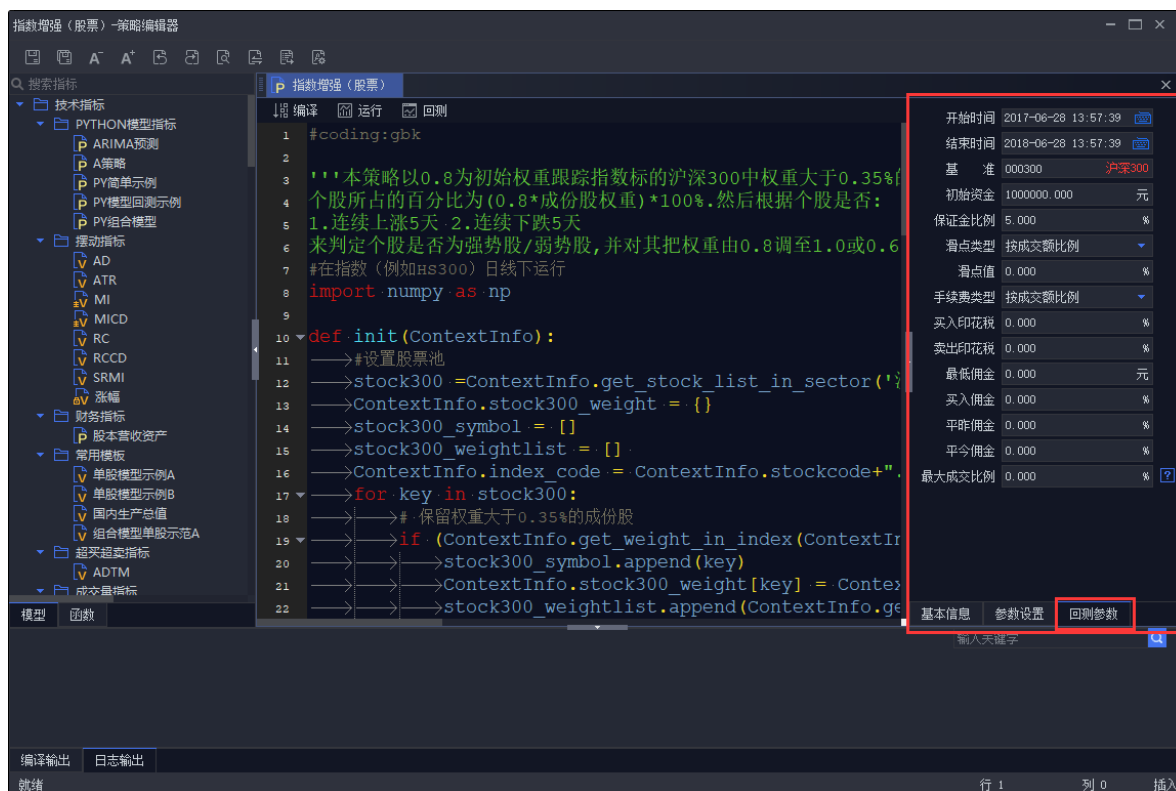 指数增强（股票）-策略编辑器
A⁻ A⁺
搜索指标
技术指标
PYTHON模型指标
ARIMA预测
A策略
PY简单示例
PY模型回测示例
PY组合模型
摆动指标
AD
ATR
MI
MICD
RC
RCCD
SRMI
涨幅
财务指标
股本营收资产
常用模板
单股模型示例A
单股模型示例B
国内生产总值
组合模型单股示范A
超买超卖指标
ADTM
成交量指标
模型 函数
指数增强（股票）
编译 运行 回测
1 #coding:gbk
2
3 '''本策略以0.8为初始权重跟踪指数标的沪深300中权重大于0.35%的
4 个股所占的百分比为(0.8*成份股权重)*100%.然后根据个股是否:
5 1.连续上涨5天 2.连续下跌5天
6 来判定个股是否为强势股/弱势股,并对其把权重由0.8调至1.0或0.6
7 #在指数（例如HS300）日线下运行
8 import numpy as np
9
10 def init(ContextInfo):
11 #设置股票池
12 stock300 =ContextInfo.get_stock_list_in_sector('
13 ContextInfo.stock300_weight = {}
14 stock300_symbol = []
15 stock300_weightlist = []
16 ContextInfo.index_code = ContextInfo.stockcode+".
17 for key in stock300:
18 # 保留权重大于0.35%的成份股
19 if (ContextInfo.get_weight_in_index(ContextIn
20 stock300_symbol.append(key)
21 ContextInfo.stock300_weight[key] = Contex
22 stock300_weightlist.append(ContextInfo.ge
开始时间 2017-06-28 13:57:39
结束时间 2018-06-28 13:57:39
基 准 000300 沪深300
初始资金 1000000.000 元
保证金比例 5.000 %
滑点类型 按成交额比例
滑点值 0.000 %
手续费类型 按成交额比例
买入印花税 0.000 %
卖出印花税 0.000 %
最低佣金 0.000 元
买入佣金 0.000 %
平昨佣金 0.000 %
平今佣金 0.000 %
最大成交比例 0.000 % ?
基本信息 参数设置 回测参数
输入关键字
编译输出 日志输出
就绪 行 1 列 0 插入